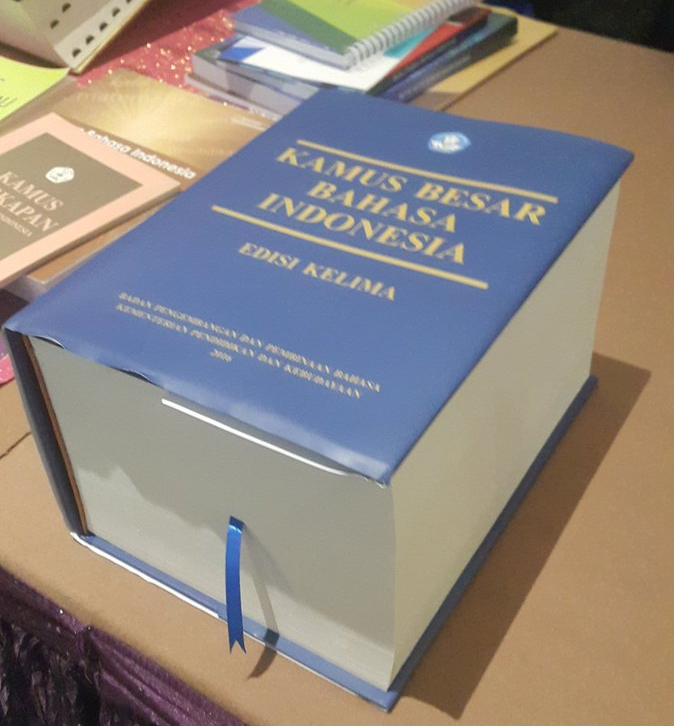 KAMUS BESAR
BAHASA
INDONESIA
EDISI KELIMA
BADAN PENGEMBANGAN DAN PEMBINAAN BAHASA
KEMENTERIAN PENDIDIKAN DAN KEBUDAYAAN
2016
Bahasa Indonesia
KAMUS
KAPAN